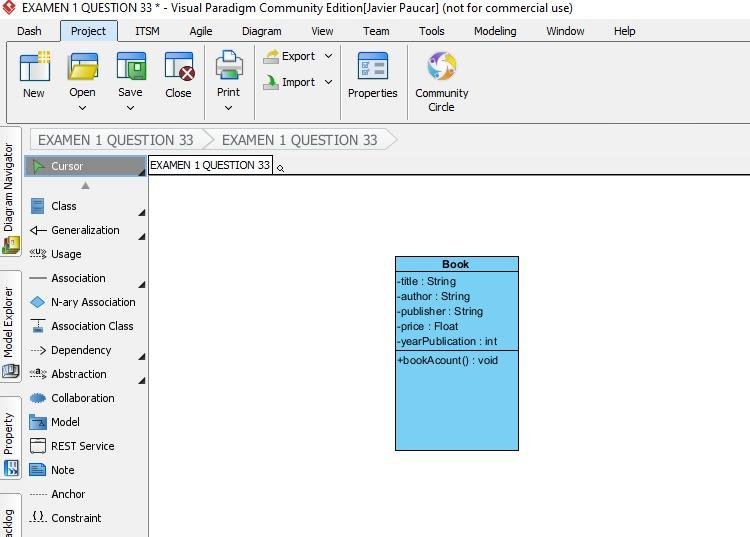 EXAMEN 1 QUESTION 33 * - Visual Paradigm Community Edition[Javier Paucar] (not for commercial use)
Dash Project ITSM Agile Diagram View Team Tools Modeling Window Help
New Open Save Close Print Export Import Properties Community Circle
EXAMEN 1 QUESTION 33 EXAMEN 1 QUESTION 33
Diagram Navigator
Model Explorer
Property
acklog
Cursor
Class
Generalization
«U» Usage
Association
N-ary Association
Association Class
Dependency
«a» Abstraction
Collaboration
Model
REST Service
Note
Anchor
{} Constraint
EXAMEN 1 QUESTION 33
Book
-title : String
-author : String
-publisher : String
-price : Float
-yearPublication : int
+bookAcount() : void